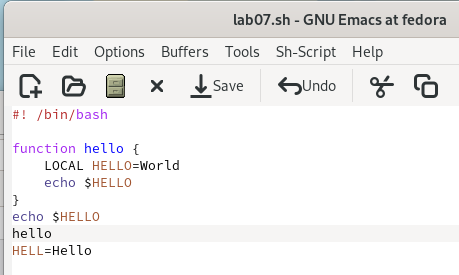 lab07.sh - GNU Emacs at fedora
File Edit Options Buffers Tools Sh-Script Help
Save Undo
#! /bin/bash
function hello {
    LOCAL HELLO=World
    echo $HELLO
}
echo $HELLO
hello
HELL=Hello